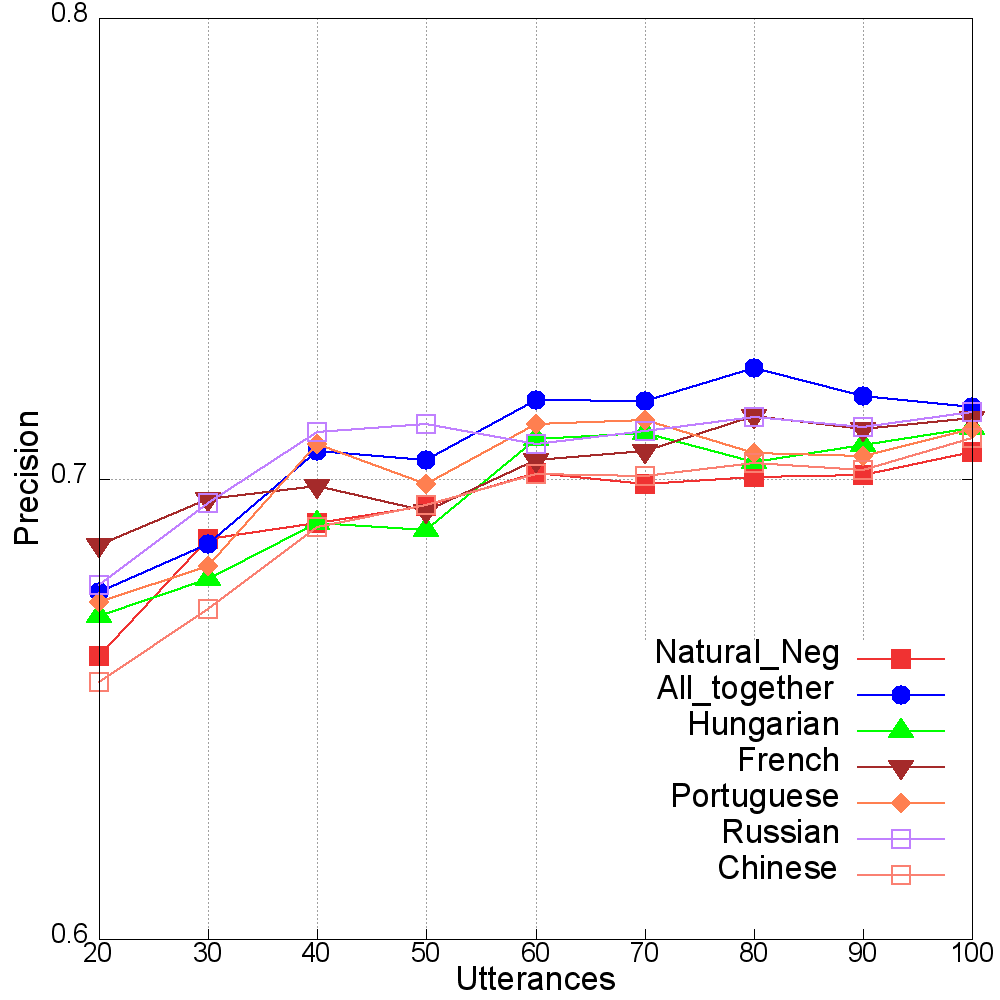 0.8
0.7
0.6
Precision
Natural_Neg
All_together
Hungarian
French
Portuguese
Russian
Chinese
20 30 40 50 60 70 80 90 100
Utterances